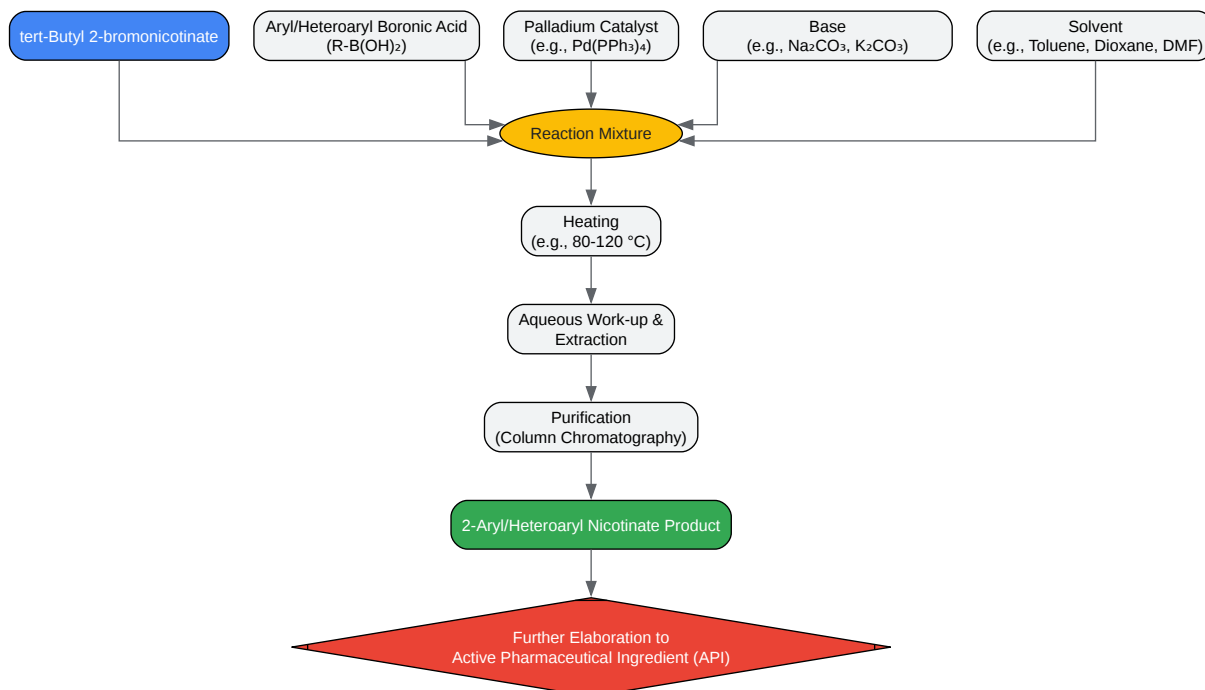 tert-Butyl 2-bromonicotinate
Aryl/Heteroaryl Boronic Acid
(R-B(OH)₂)
Palladium Catalyst
(e.g., Pd(PPh₃)₄)
Base
(e.g., Na₂CO₃, K₂CO₃)
Solvent
(e.g., Toluene, Dioxane, DMF)
Reaction Mixture
Heating
(e.g., 80-120 °C)
Aqueous Work-up &
Extraction
Purification
(Column Chromatography)
2-Aryl/Heteroaryl Nicotinate Product
Further Elaboration to
Active Pharmaceutical Ingredient (API)